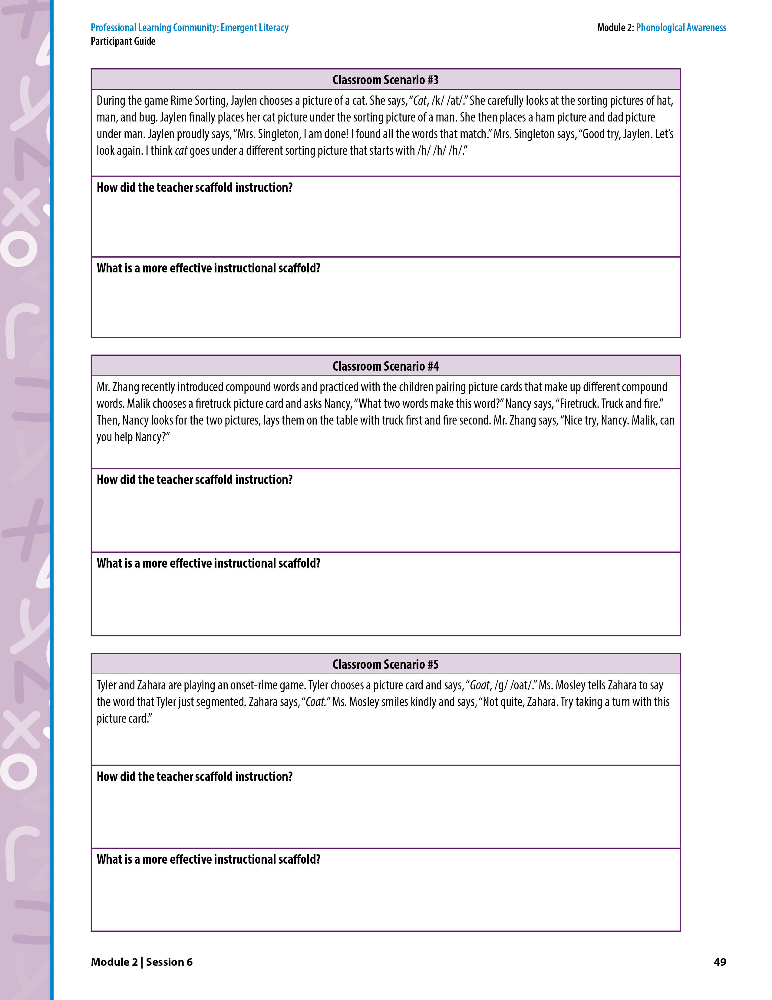 Professional Learning Community: Emergent Literacy
Participant Guide
Module 2: Phonological Awareness
Classroom Scenario #3
During the game Rime Sorting, Jaylen chooses a picture of a cat. She says, “Cat, /k/ /at/.” She carefully looks at the sorting pictures of hat,
man, and bug. Jaylen finally places her cat picture under the sorting picture of a man. She then places a ham picture and dad picture
under man. Jaylen proudly says, “Mrs. Singleton, I am done! I found all the words that match.” Mrs. Singleton says, “Good try, Jaylen. Let’s
look again. I think cat goes under a different sorting picture that starts with /h/ /h/ /h/.”
How did the teacher scaffold instruction?
What is a more effective instructional scaffold?
Classroom Scenario #4
Mr. Zhang recently introduced compound words and practiced with the children pairing picture cards that make up different compound
words. Malik chooses a firetruck picture card and asks Nancy, “What two words make this word?” Nancy says, “Firetruck. Truck and fire.”
Then, Nancy looks for the two pictures, lays them on the table with truck first and fire second. Mr. Zhang says, “Nice try, Nancy. Malik, can
you help Nancy?”
How did the teacher scaffold instruction?
What is a more effective instructional scaffold?
Classroom Scenario #5
Tyler and Zahara are playing an onset-rime game. Tyler chooses a picture card and says, “Goat, /g/ /oat/.” Ms. Mosley tells Zahara to say
the word that Tyler just segmented. Zahara says, “Coat.” Ms. Mosley smiles kindly and says, “Not quite, Zahara. Try taking a turn with this
picture card.”
How did the teacher scaffold instruction?
What is a more effective instructional scaffold?
Module 2 | Session 6
49